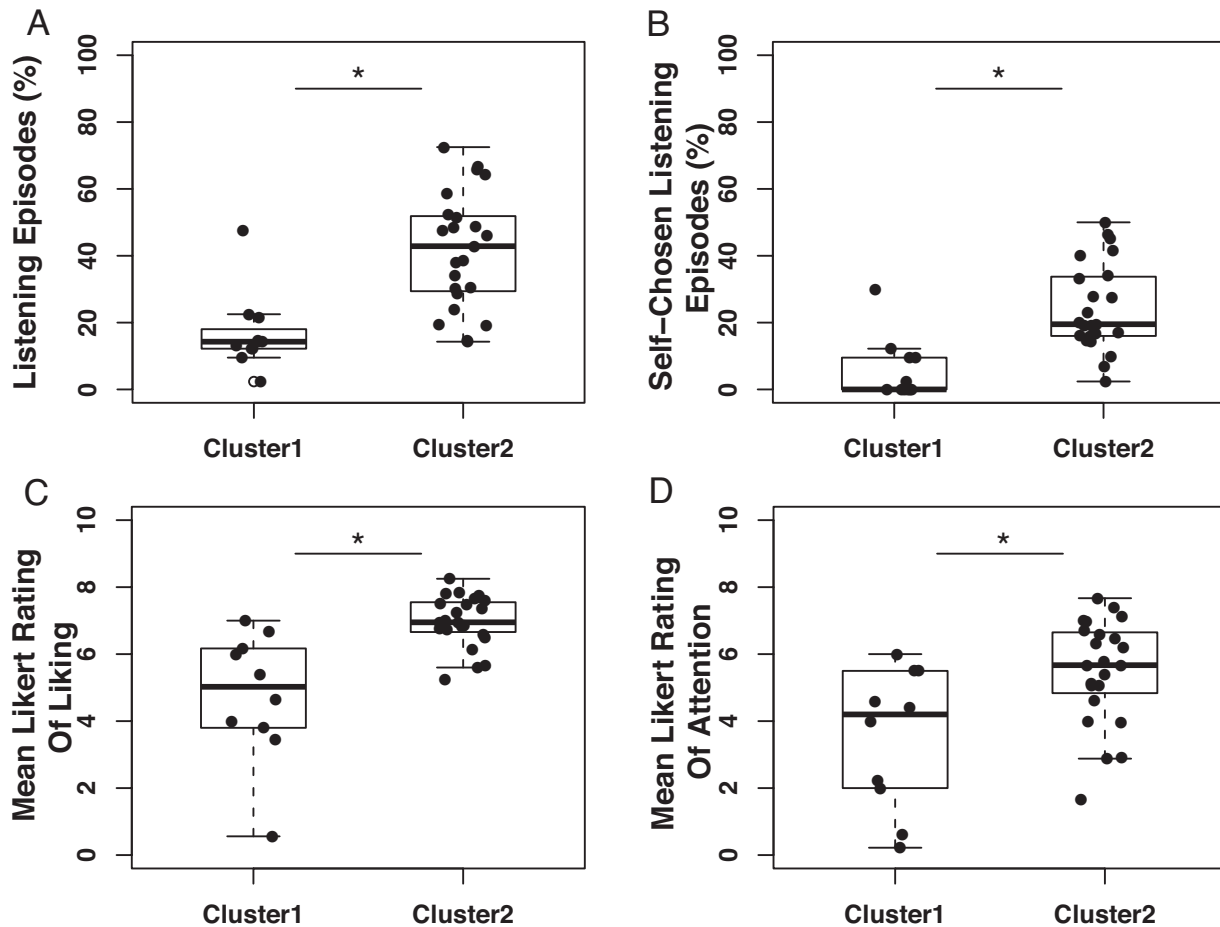 A
Listening Episodes (%)
100
80
60
40
20
0
*
Cluster1
Cluster2
B
Self-Chosen Listening
Episodes (%)
100
80
60
40
20
0
*
Cluster1
Cluster2
C
Mean Likert Rating
Of Liking
10
8
6
4
2
0
*
Cluster1
Cluster2
D
Mean Likert Rating
Of Attention
10
8
6
4
2
0
*
Cluster1
Cluster2